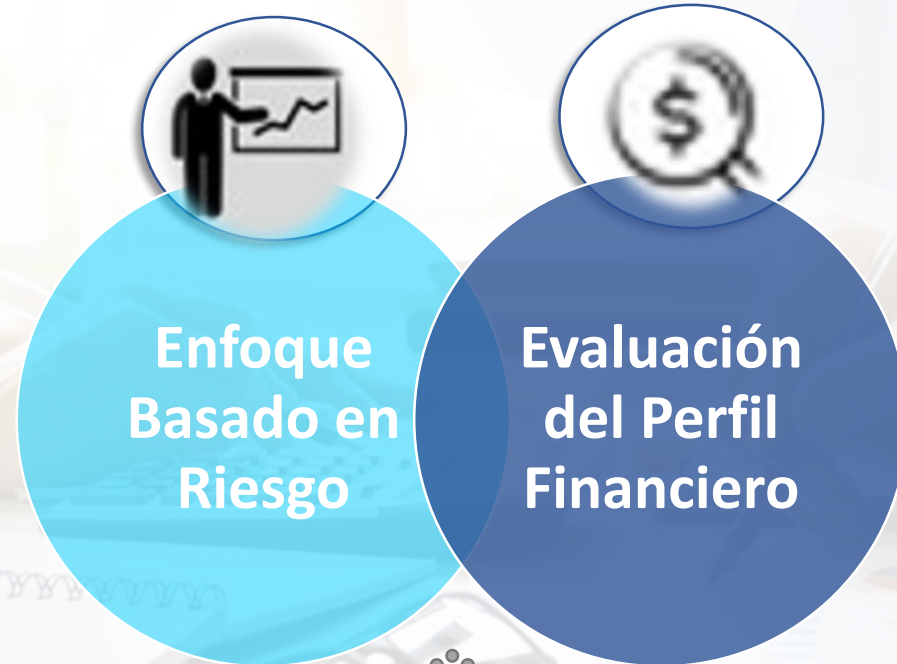 Enfoque
Basado en
Riesgo
Evaluación
del Perfil
Financiero
$